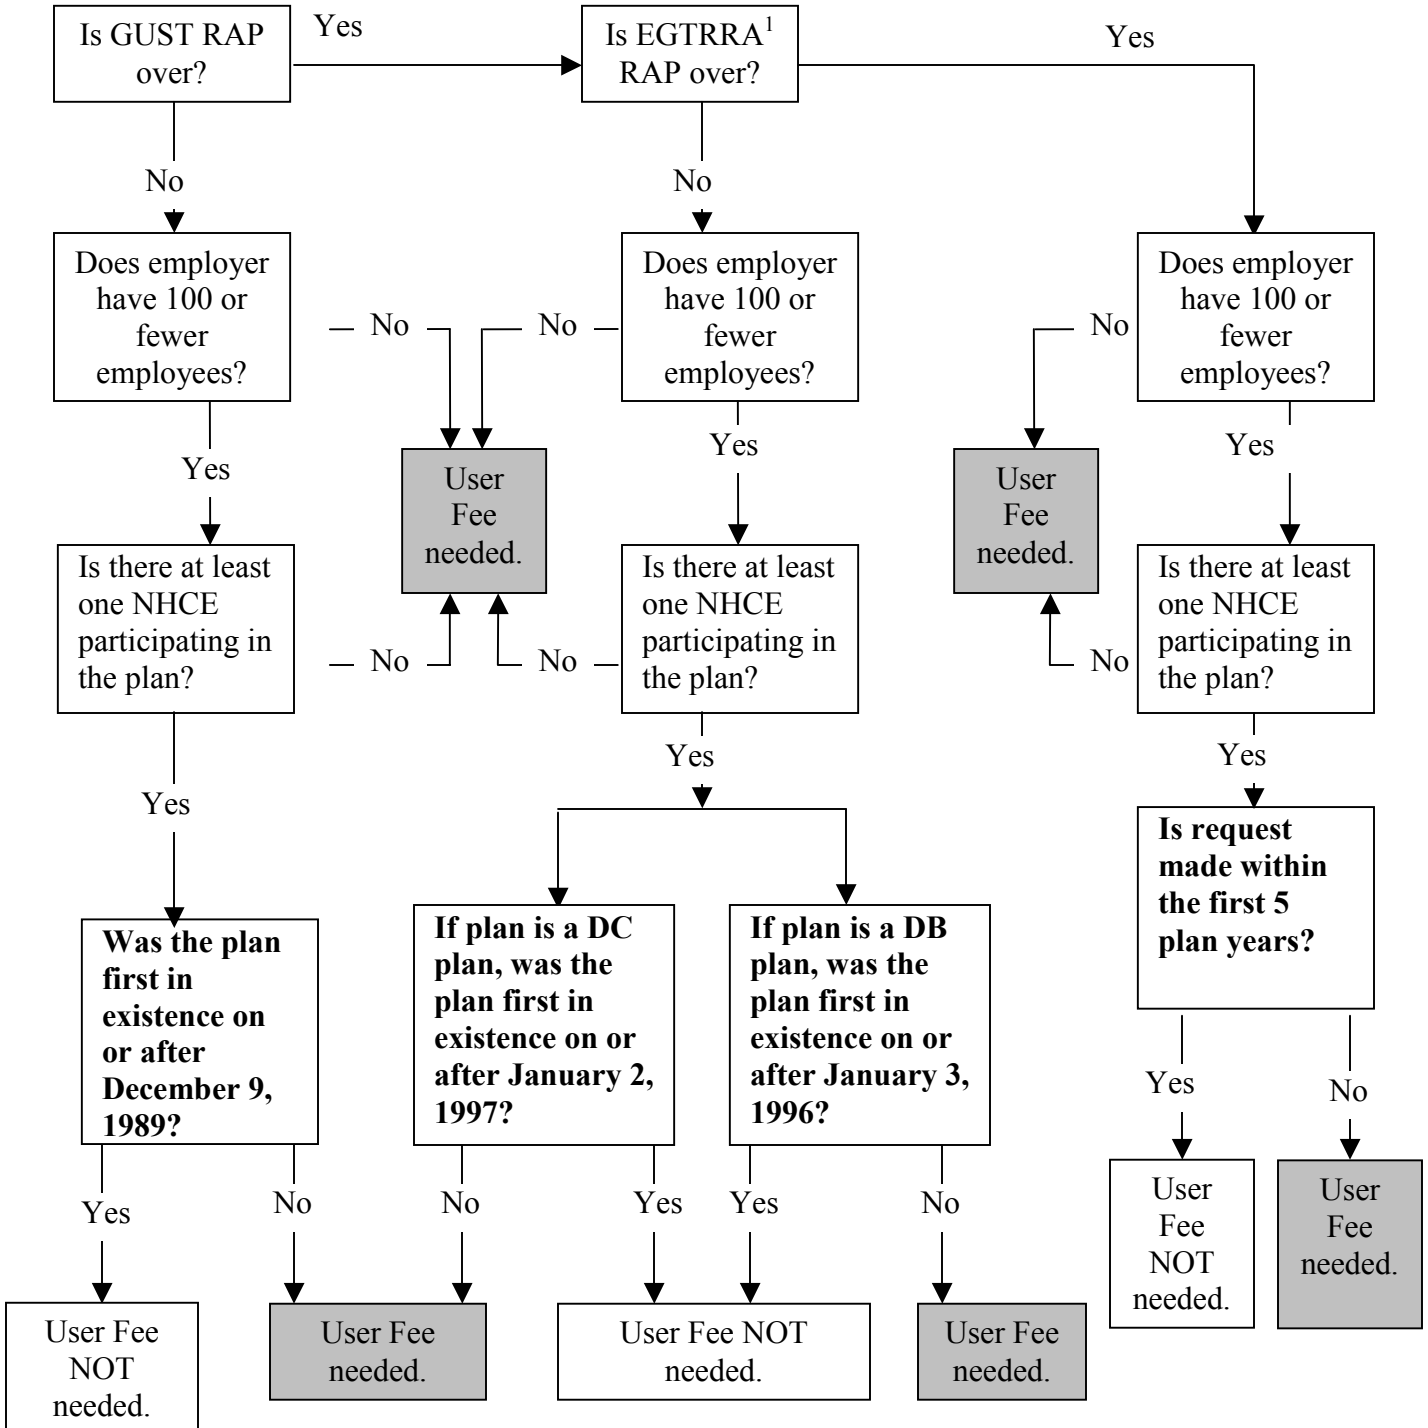 Is GUST RAP
over?
Yes
Is EGTRRA1
RAP over?
Yes
No
No
Does employer
have 100 or
fewer
employees?
No
No
Does employer
have 100 or
fewer
employees?
No
Does employer
have 100 or
fewer
employees?
Yes
Yes
Yes
User
Fee
needed.
User
Fee
needed.
Is there at least
one NHCE
participating in
the plan?
No
No
Is there at least
one NHCE
participating in
the plan?
No
Is there at least
one NHCE
participating in
the plan?
Yes
Yes
Yes
Was the plan
first in
existence on
or after
December 9,
1989?
If plan is a DC
plan, was the
plan first in
existence on or
after January 2,
1997?
If plan is a DB
plan, was the
plan first in
existence on or
after January 3,
1996?
Is request
made within
the first 5
plan years?
Yes
No
No
Yes
Yes
No
Yes
No
User Fee
NOT
needed.
User Fee
needed.
User Fee NOT
needed.
User Fee
needed.
User
Fee
NOT
needed.
User
Fee
needed.